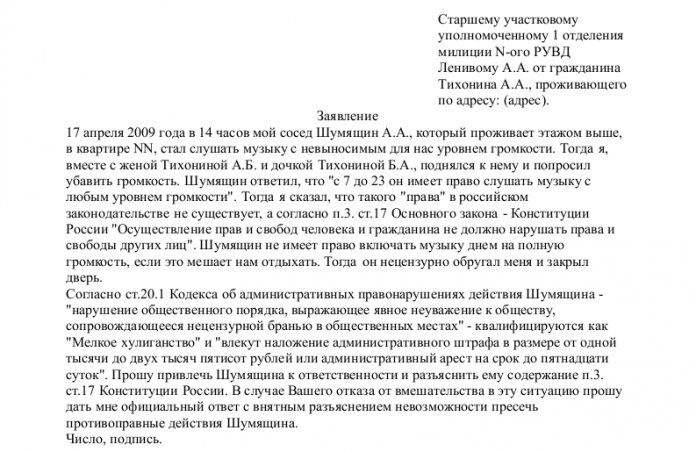 Старшему участковому
уполномоченному 1 отделения
милиции N-ого РУВД
Ленивому А.А. от гражданина
Тихонина А.А., проживающего
по адресу: (адрес).
Заявление
17 апреля 2009 года в 14 часов мой сосед Шумящин А.А., который проживает этажом выше,
в квартире NN, стал слушать музыку с невыносимым для нас уровнем громкости. Тогда я,
вместе с женой Тихониной А.Б. и дочкой Тихониной Б.А., поднялся к нему и попросил
убавить громкость. Шумящин ответил, что "с 7 до 23 он имеет право слушать музыку с
любым уровнем громкости". Тогда я сказал, что такого "права" в российском
законодательстве не существует, а согласно п.3. ст.17 Основного закона - Конституции
России "Осуществление прав и свобод человека и гражданина не должно нарушать права и
свободы других лиц". Шумящин не имеет право включать музыку днем на полную
громкость, если это мешает нам отдыхать. Тогда он нецензурно обругал меня и закрыл
дверь.
Согласно ст.20.1 Кодекса об административных правонарушениях действия Шумящина -
"нарушение общественного порядка, выражающее явное неуважение к обществу,
сопровождающееся нецензурной бранью в общественных местах" - квалифицируются как
"Мелкое хулиганство" и "влекут наложение административного штрафа в размере от одной
тысячи до двух тысяч пятисот рублей или административный арест на срок до пятнадцати
суток". Прошу привлечь Шумящина к ответственности и разъяснить ему содержание п.3.
ст.17 Конституции России. В случае Вашего отказа от вмешательства в эту ситуацию прошу
дать мне официальный ответ с внятным разъяснением невозможности пресечь
противоправные действия Шумящина.
Число, подпись.